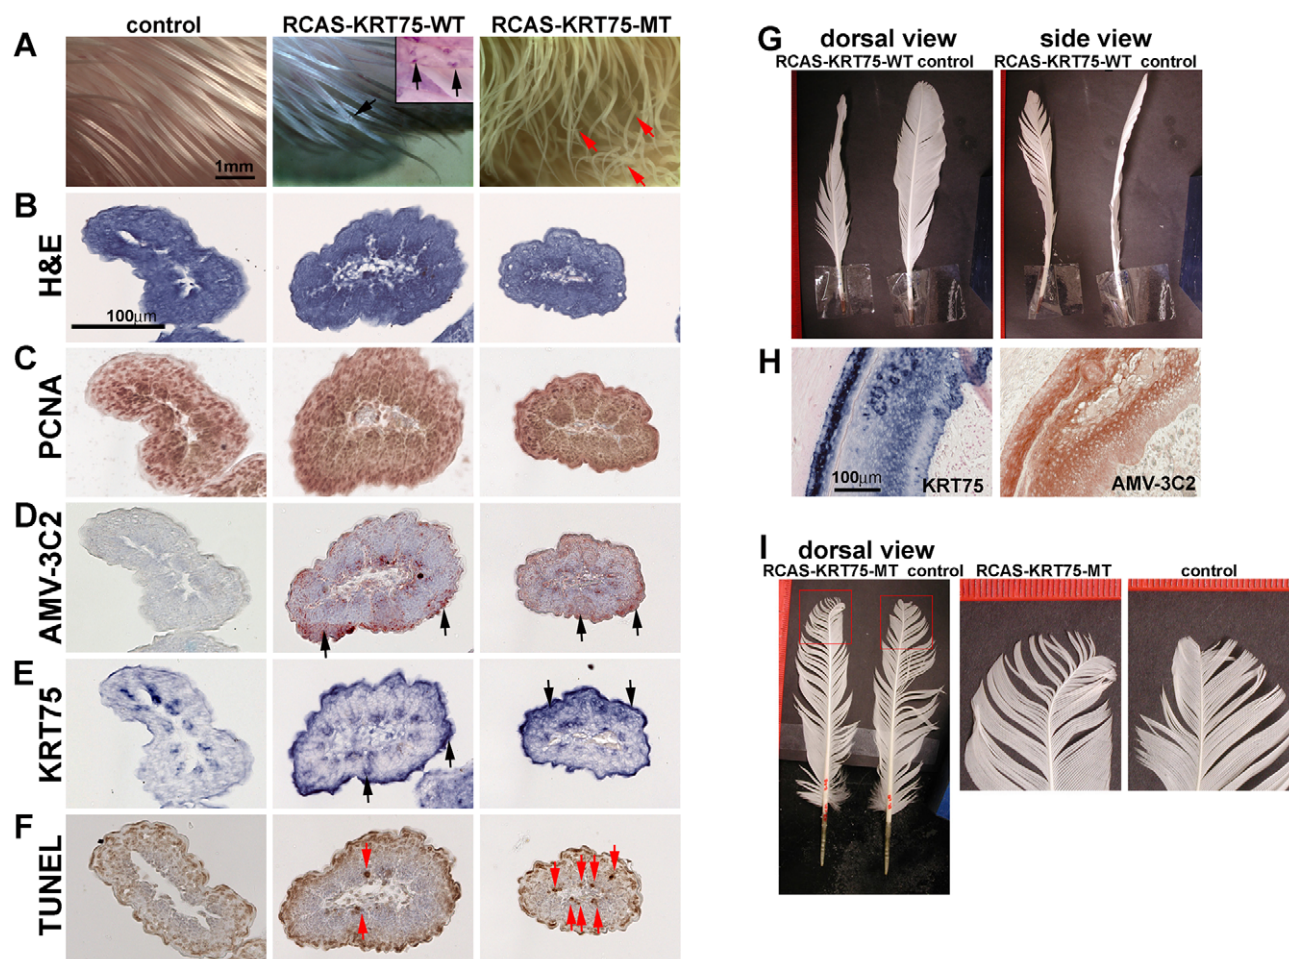 control RCAS-KRT75-WT RCAS-KRT75-MT
A
1mm
B
H&E
100μm
C
PCNA
D
AMV-3C2
E
KRT75
F
TUNEL
G dorsal view side view
RCAS-KRT75-WT control RCAS-KRT75-WT control
H
100μm
KRT75
AMV-3C2
I dorsal view
RCAS-KRT75-MT control RCAS-KRT75-MT control